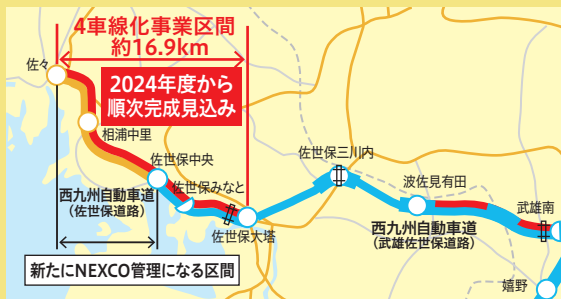 4車線化事業区間
約16.9km
2024年度から
順次完成見込み
佐々
相浦中里
佐世保中央
佐世保みなと
佐世保大塔
西九州自動車道
(佐世保道路)
新たにNEXCO管理になる区間
佐世保三川内
波佐見有田
西九州自動車道
(武雄佐世保道路)
武雄南
嬉野